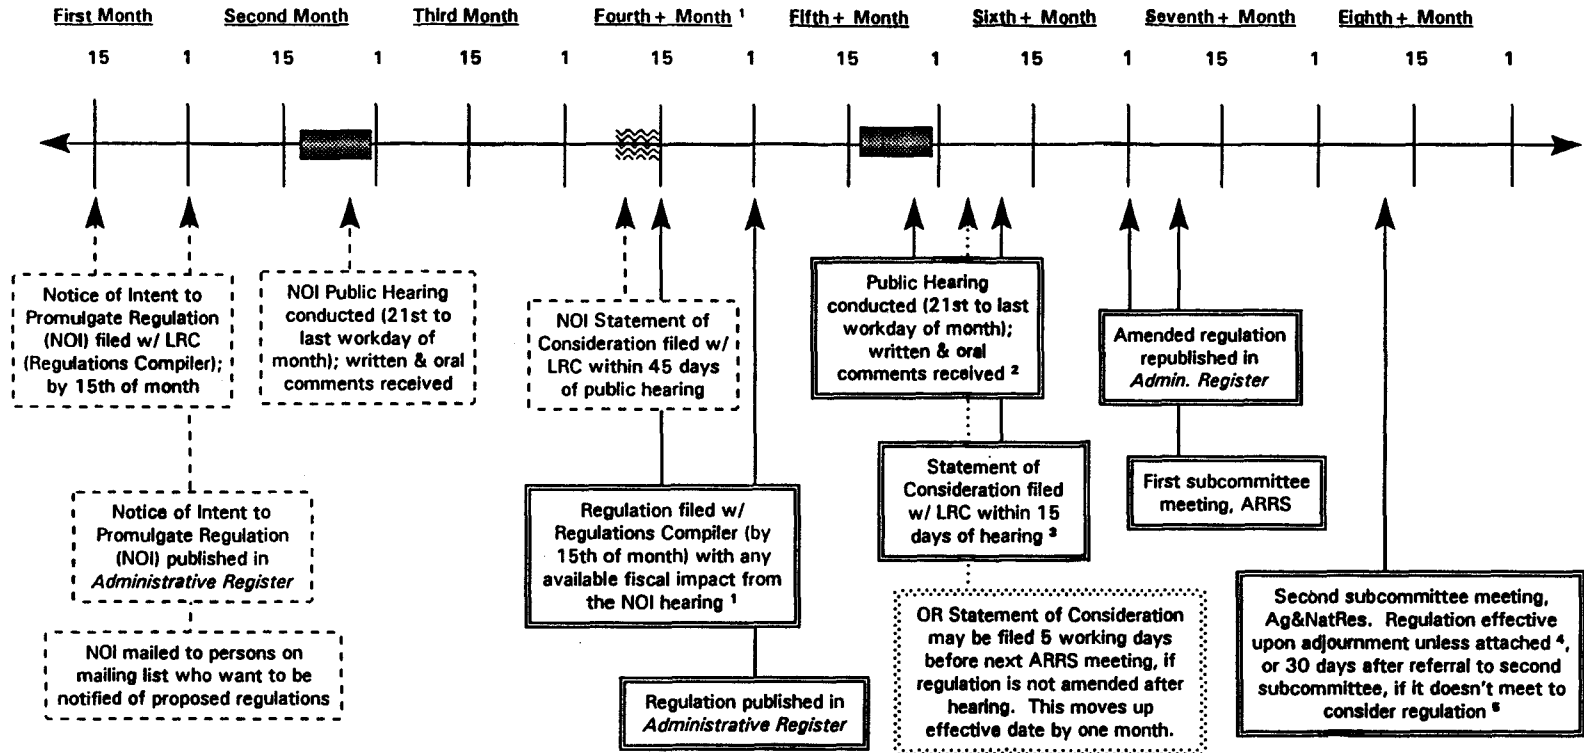 First Month Second Month Third Month Fourth+ Month ¹ Fifth+ Month Sixth+ Month Seventh+ Month Eighth+ Month
15 1 15 1 15 1 15 1 15 1 15 1 15 1 15 1
Notice of Intent to
Promulgate Regulation
(NOI) filed w/ LRC
(Regulations Compiler);
by 15th of month
NOI Public Hearing
conducted (21st to
last workday of
month); written & oral
comments received
NOI Statement of
Consideration filed w/
LRC within 45 days
of public hearing
Public Hearing
conducted (21st to last
workday of month);
written & oral
comments received ²
Amended regulation
republished in
Admin. Register
Notice of Intent to
Promulgate Regulation
(NOI) published in
Administrative Register
Regulation filed w/
Regulations Compiler (by
15th of month) with any
available fiscal impact from
the NOI hearing ¹
Statement of
Consideration filed
w/ LRC within 15
days of hearing ³
First subcommittee
meeting, ARRS
NOI mailed to persons on
mailing list who want to be
notified of proposed regulations
Regulation published in
Administrative Register
OR Statement of Consideration
may be filed 5 working days
before next ARRS meeting, if
regulation is not amended after
hearing. This moves up
effective date by one month.
Second subcommittee meeting,
Ag&NatRes. Regulation effective
upon adjournment unless attached ⁴,
or 30 days after referral to second
subcommittee, if it doesn't meet to
consider regulation ⁵